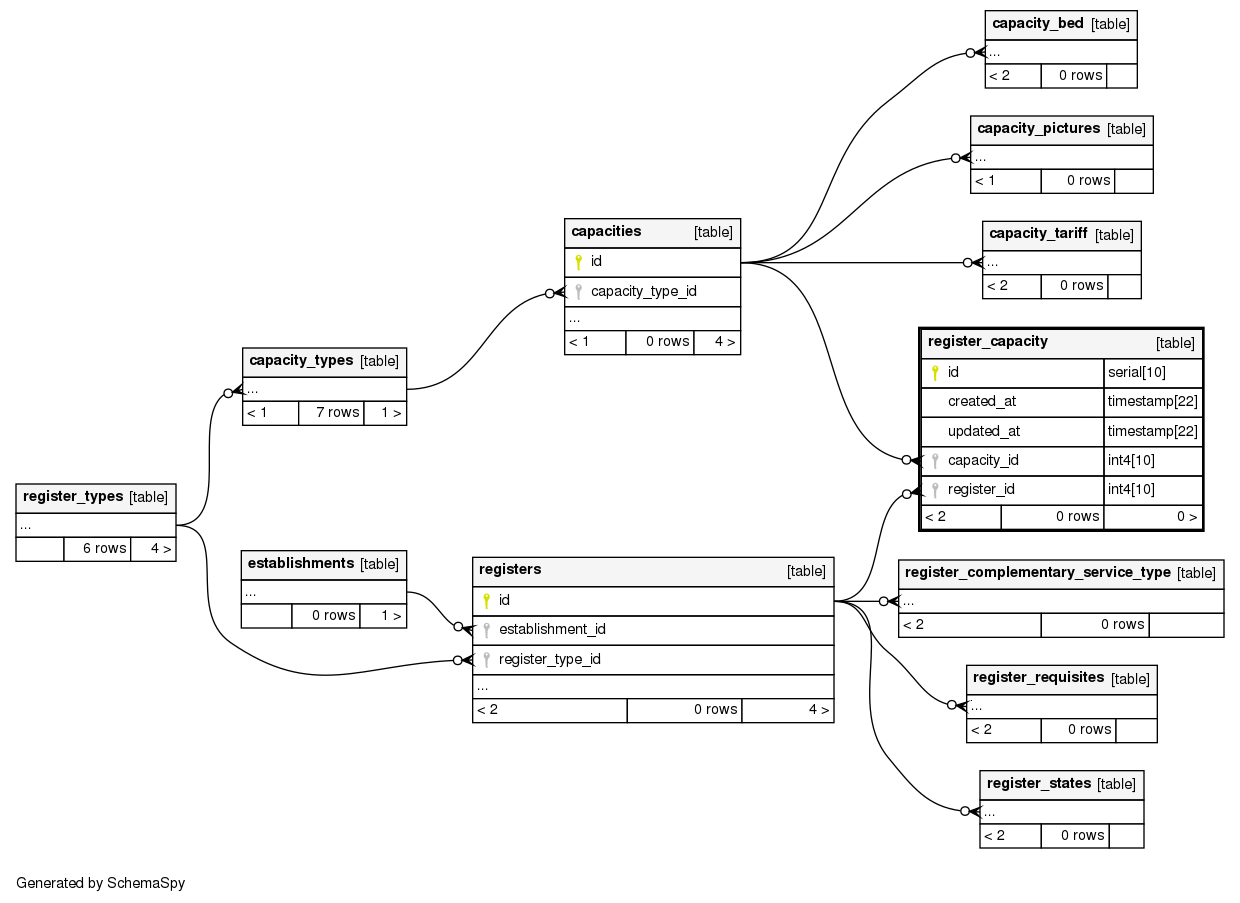 capacity_bed [table]
...
< 2 0 rows
capacity_pictures [table]
...
< 1 0 rows
capacity_tariff [table]
...
< 2 0 rows
capacities [table]
id
capacity_type_id
...
< 1 0 rows 4 >
register_capacity [table]
id serial[10]
created_at timestamp[22]
updated_at timestamp[22]
capacity_id int4[10]
register_id int4[10]
< 2 0 rows 0 >
capacity_types [table]
...
< 1 7 rows 1 >
register_types [table]
...
6 rows 4 >
establishments [table]
...
0 rows 1 >
registers [table]
id
establishment_id
register_type_id
...
< 2 0 rows 4 >
register_complementary_service_type [table]
...
< 2 0 rows
register_requisites [table]
...
< 2 0 rows
register_states [table]
...
< 2 0 rows
Generated by SchemaSpy